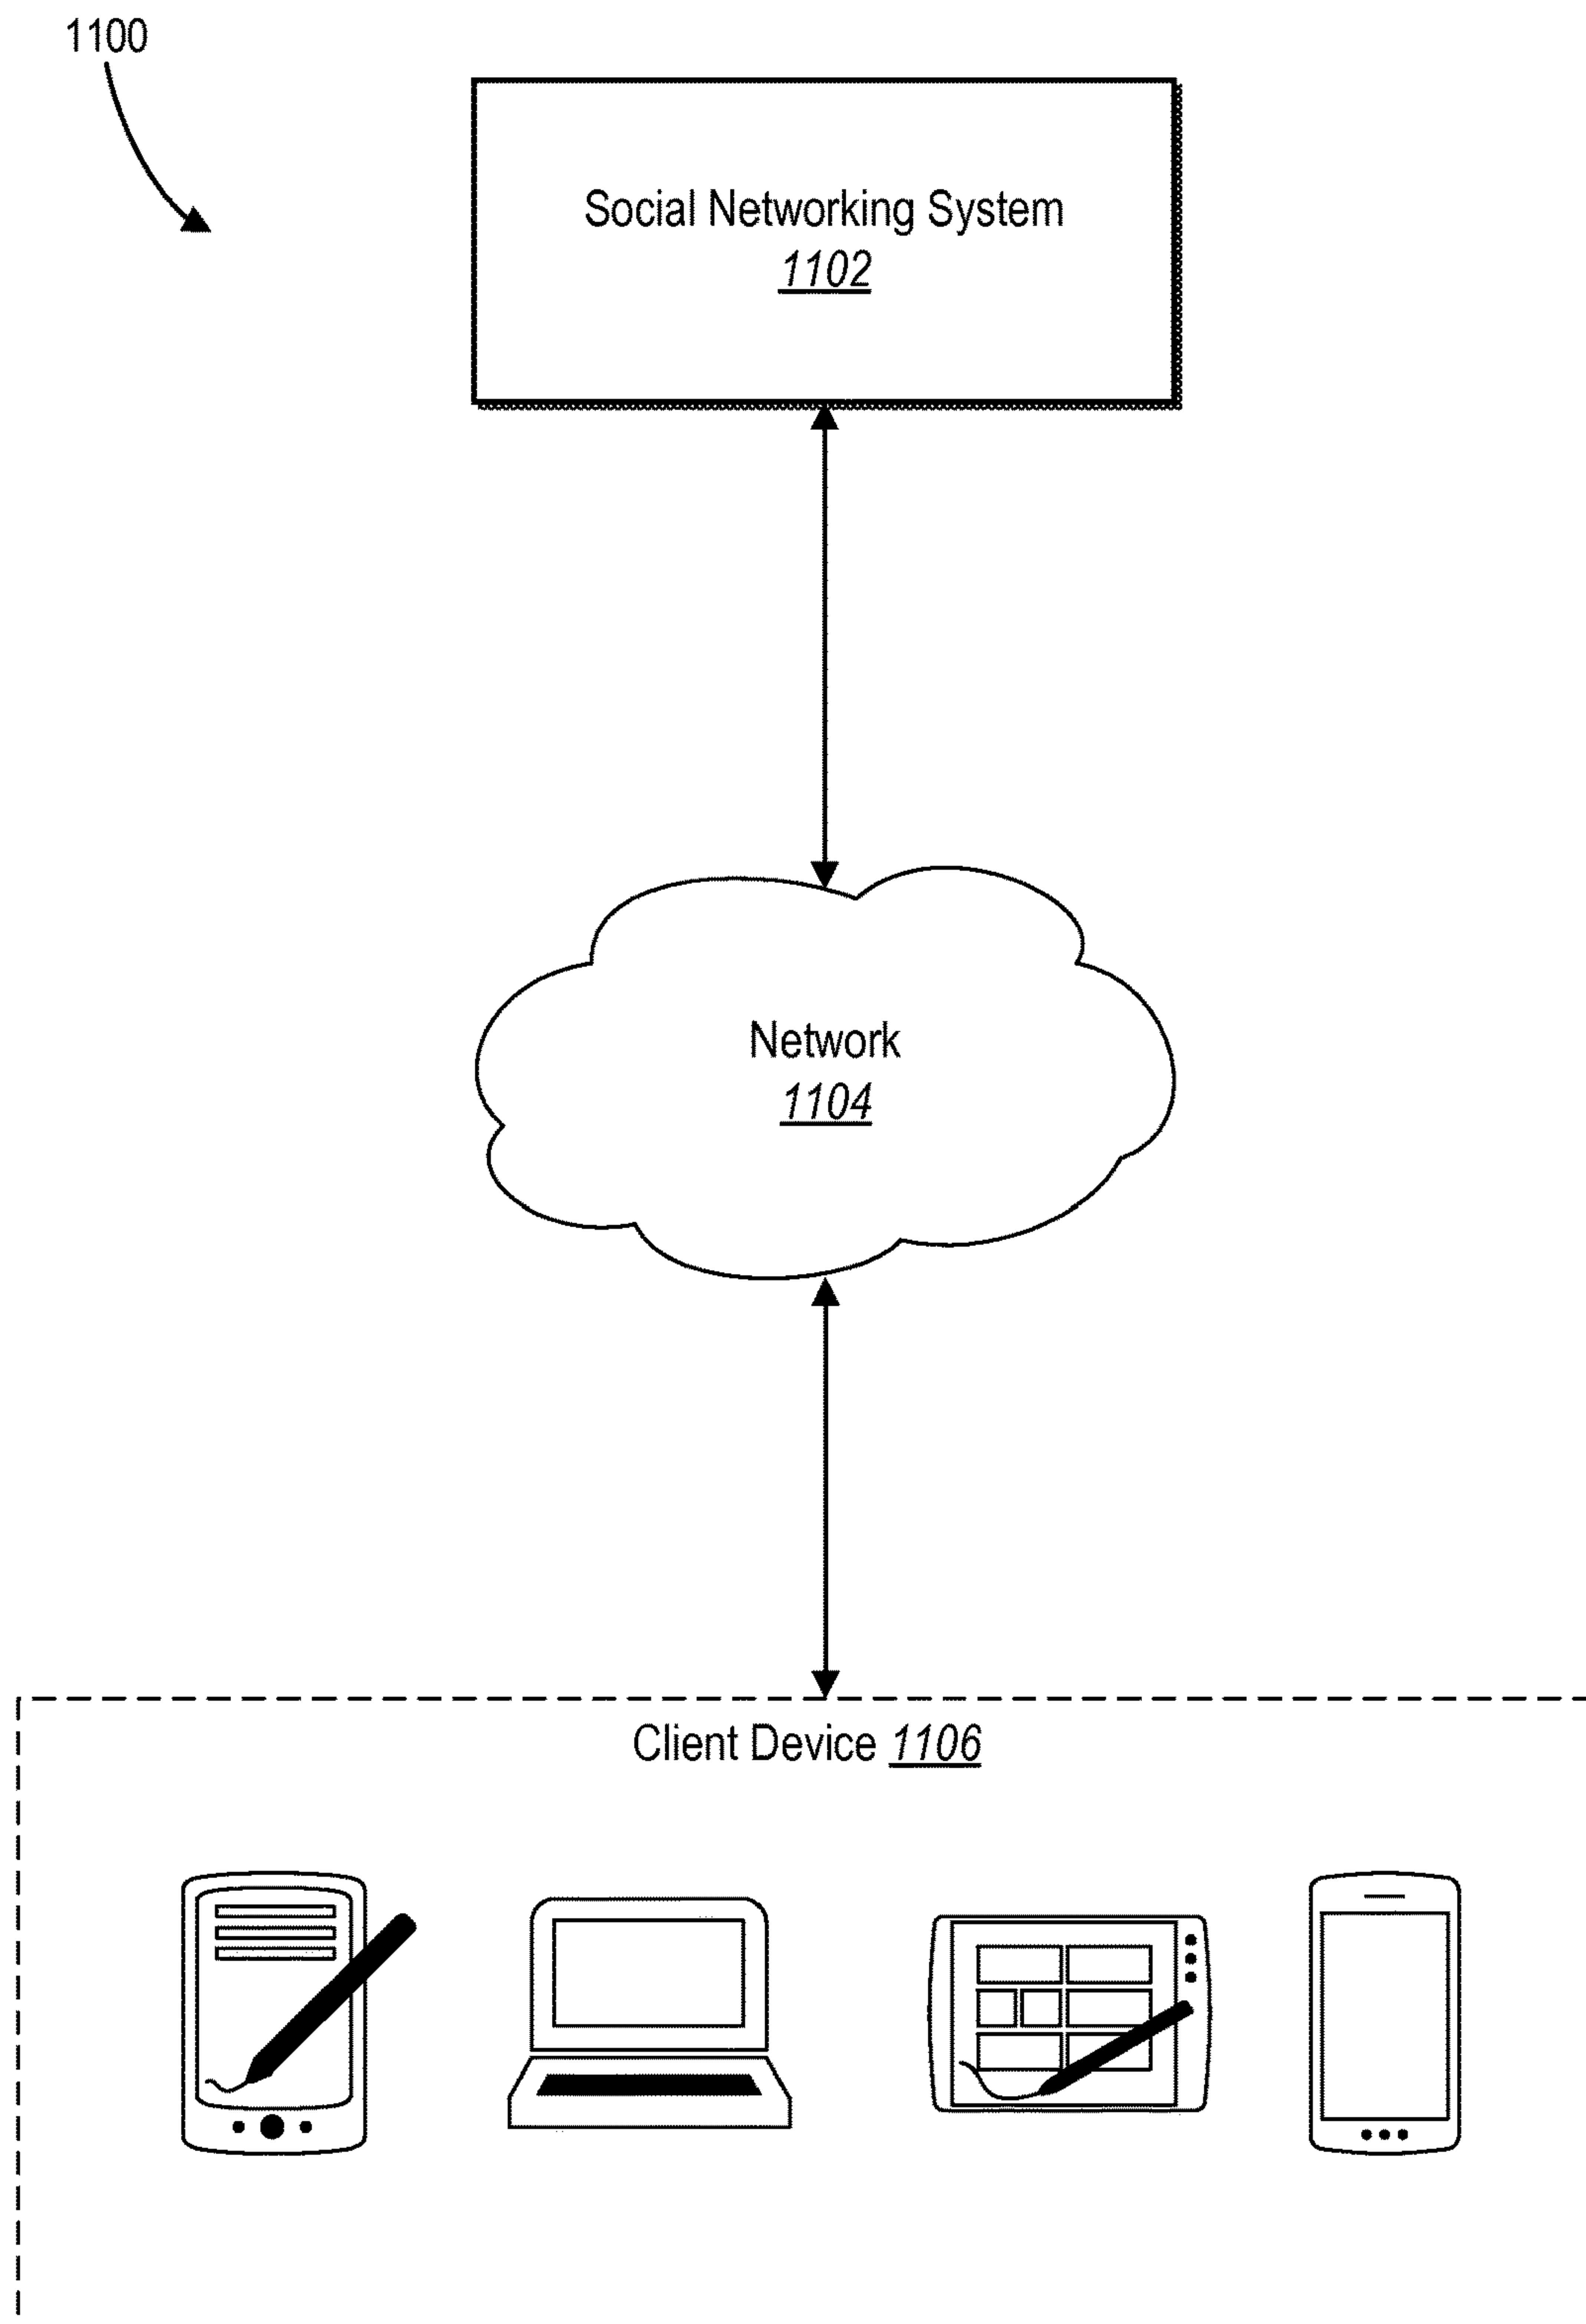 1100
Social Networking System
1102
Network
1104
Client Device 1106